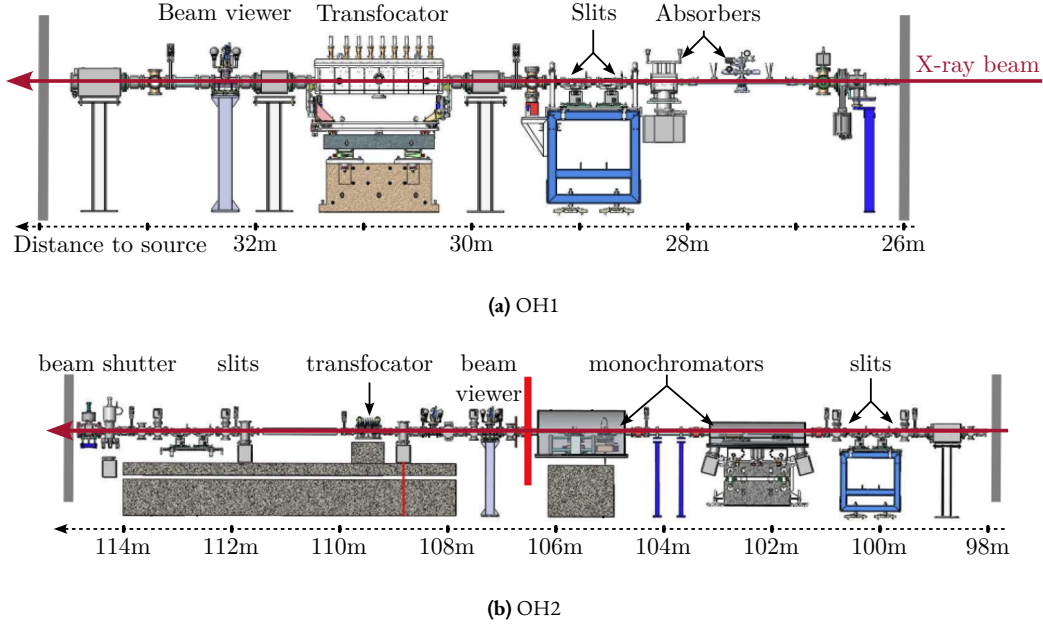 Beam viewer Transfocator Slits Absorbers
X-ray beam
Distance to source 32m 30m 28m 26m
(a) OH1
beam shutter slits transfocator beam viewer monochromators slits
114m 112m 110m 108m 106m 104m 102m 100m 98m
(b) OH2